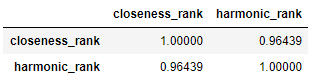 closeness_rank harmonic_rank
closeness_rank 1.00000 0.96439
harmonic_rank 0.96439 1.00000